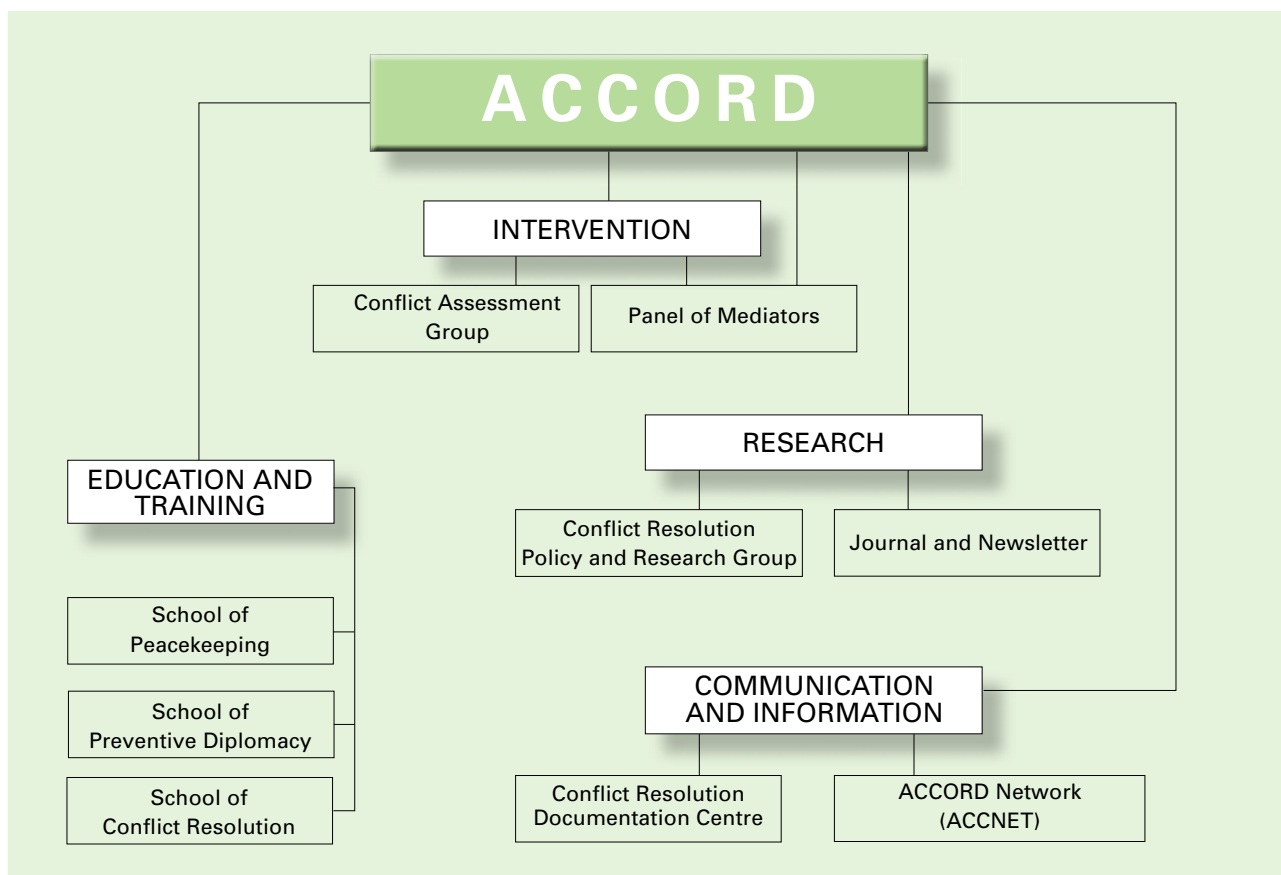 ACCORD
INTERVENTION
Conflict Assessment
Group
Panel of Mediators
RESEARCH
Conflict Resolution
Policy and Research Group
Journal and Newsletter
EDUCATION AND
TRAINING
School of
Peacekeeping
School of
Preventive Diplomacy
School of
Conflict Resolution
COMMUNICATION
AND INFORMATION
Conflict Resolution
Documentation Centre
ACCORD Network
(ACCNET)